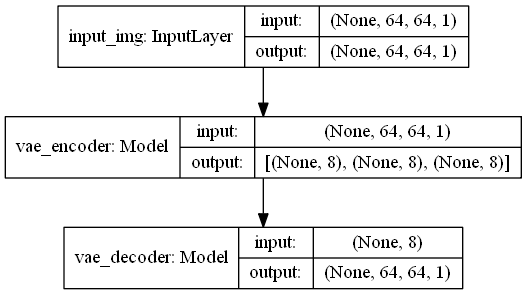 input_img: InputLayer
input: (None, 64, 64, 1)
output: (None, 64, 64, 1)
vae_encoder: Model
input: (None, 64, 64, 1)
output: [(None, 8), (None, 8), (None, 8)]
vae_decoder: Model
input: (None, 8)
output: (None, 64, 64, 1)